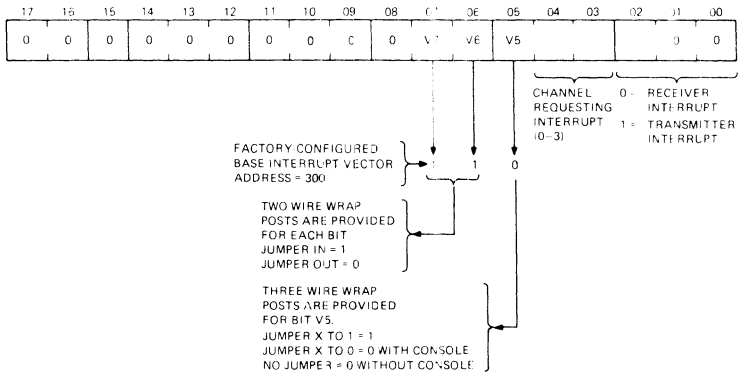 17 16 15 14 13 12 11 10 09 08 06 05 04 03 02 01 00
0 0 0 0 0 0 0 0 0 0 V7 V6 V5 0 0
CHANNEL
REQUESTING
INTERRUPT
(0-3)
0 = RECEIVER
INTERRUPT
1 = TRANSMITTER
INTERRUPT
FACTORY-CONFIGURED
BASE INTERRUPT VECTOR
ADDRESS = 300
1 1 0
TWO WIRE WRAP
POSTS ARE PROVIDED
FOR EACH BIT
JUMPER IN = 1
JUMPER OUT = 0
THREE WIRE WRAP
POSTS ARE PROVIDED
FOR BIT V5.
JUMPER X TO 1 = 1
JUMPER X TO 0 = 0 WITH CONSOLE
NO JUMPER = 0 WITHOUT CONSOLE